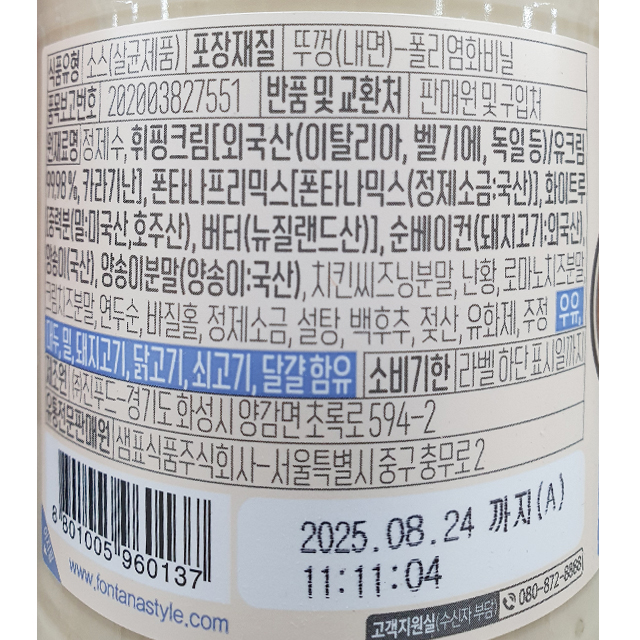 식품유형 소스(살균제품) 포장재질 뚜껑(내면)-폴리염화비닐
품목보고번호 202003827551 반품 및 교환처 판매원 및 구입처
원재료명 정제수, 휘핑크림[외국산(이탈리아, 벨기에, 독일 등)/유크림
99.98%, 카라기난], 폰타나프리믹스[폰타나믹스(정제소금:국산)], 화이트루
[중력분(밀:미국산,호주산), 버터(뉴질랜드산)], 순베이컨(돼지고기:외국산),
양송이(국산), 양송이분말(양송이:국산), 치킨씨즈닝분말, 난황, 로마노치즈분말,
크림치즈분말, 연두순, 바질홀, 정제소금, 설탕, 백후추, 젖산, 유화제, 주정 우유,
대두, 밀, 돼지고기, 닭고기, 쇠고기, 달걀 함유 소비기한 라벨 하단 표시일까지
제조원 ㈜진푸드-경기도 화성시 양감면 초록로 594-2
유통전문판매원 샘표식품주식회사-서울특별시 중구 충무로 2
8 801005 960137
2025.08.24 까지(A)
11:11:04
www.fontanastyle.com
고객지원실(수신자 부담) 080-872-8888